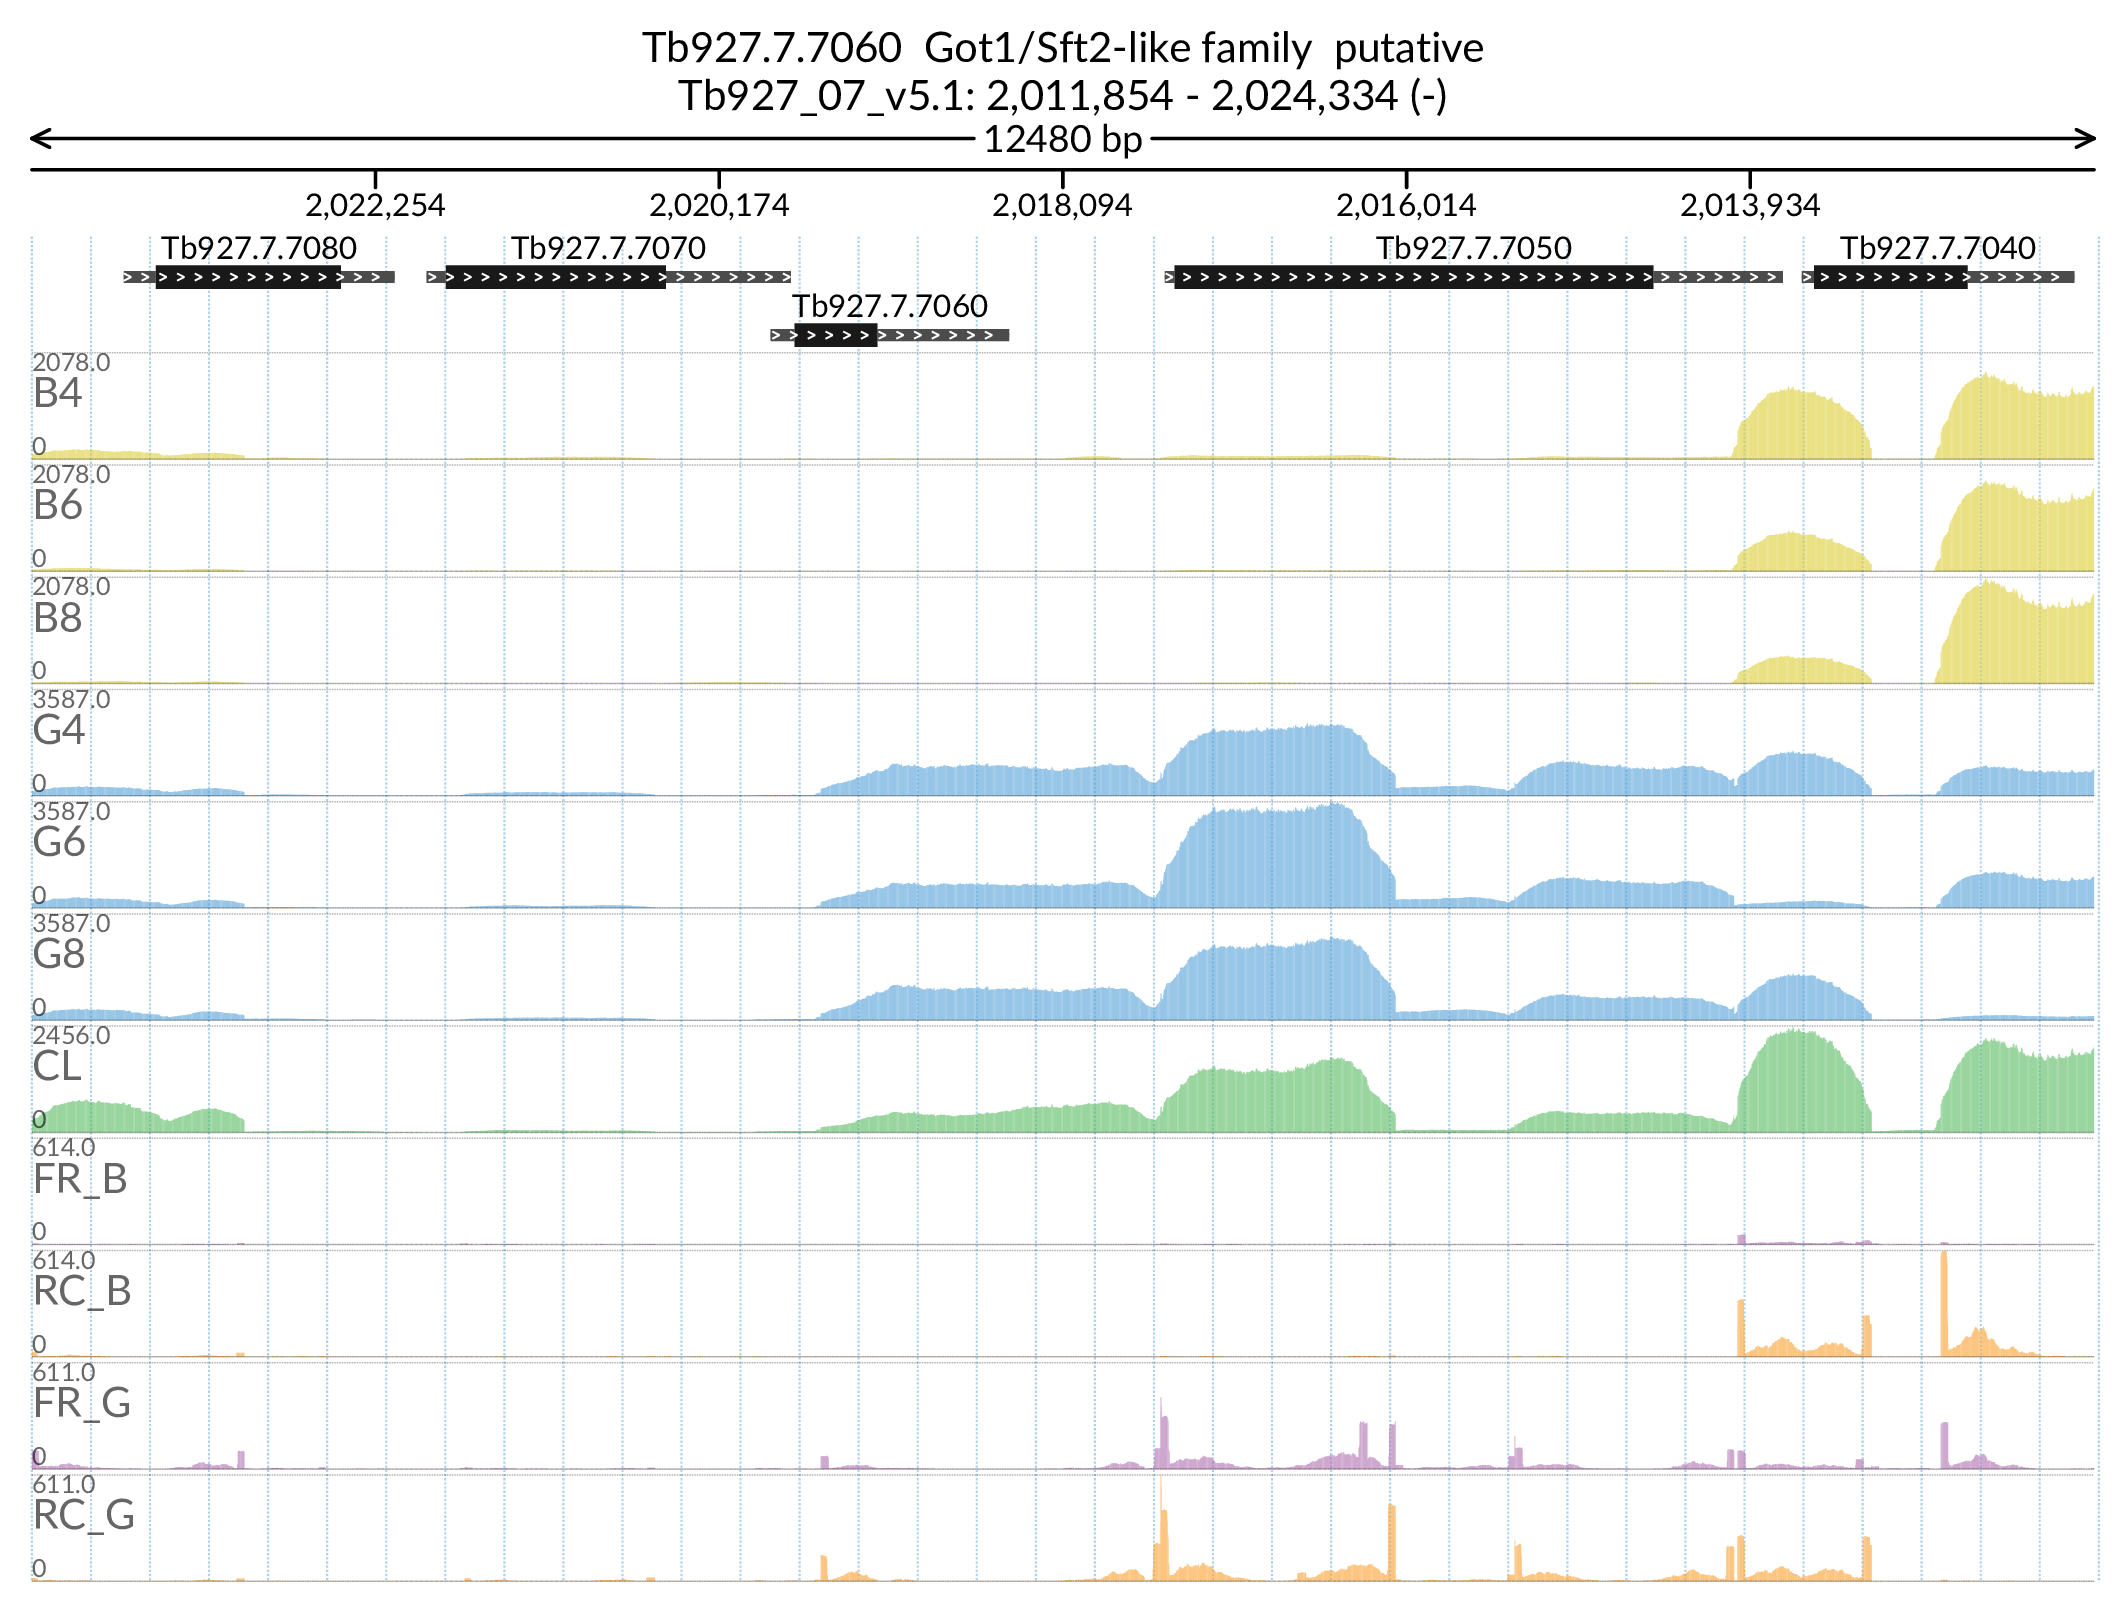 Tb927.7.7060  Got1/Sft2-like family  putative
Tb927_07_v5.1: 2,011,854 - 2,024,334 (-)
12480 bp
2,022,254 2,020,174 2,018,094 2,016,014 2,013,934
Tb927.7.7080 Tb927.7.7070 Tb927.7.7050 Tb927.7.7040
Tb927.7.7060
2078.0
B4
0
2078.0
B6
0
2078.0
B8
0
3587.0
G4
0
3587.0
G6
0
3587.0
G8
0
2456.0
CL
0
614.0
FR_B
0
614.0
RC_B
0
611.0
FR_G
0
611.0
RC_G
0